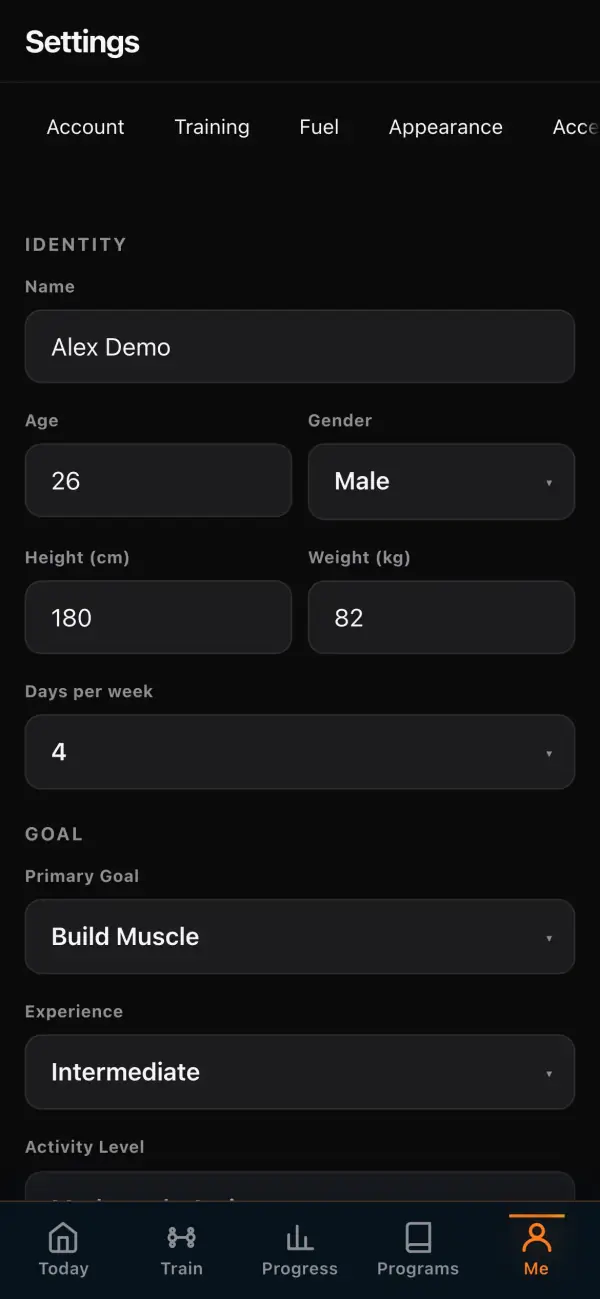 Settings
Account Training Fuel Appearance Acce
IDENTITY
Name
Alex Demo
Age Gender
26 Male
Height (cm) Weight (kg)
180 82
Days per week
4
GOAL
Primary Goal
Build Muscle
Experience
Intermediate
Activity Level
Today Train Progress Programs Me